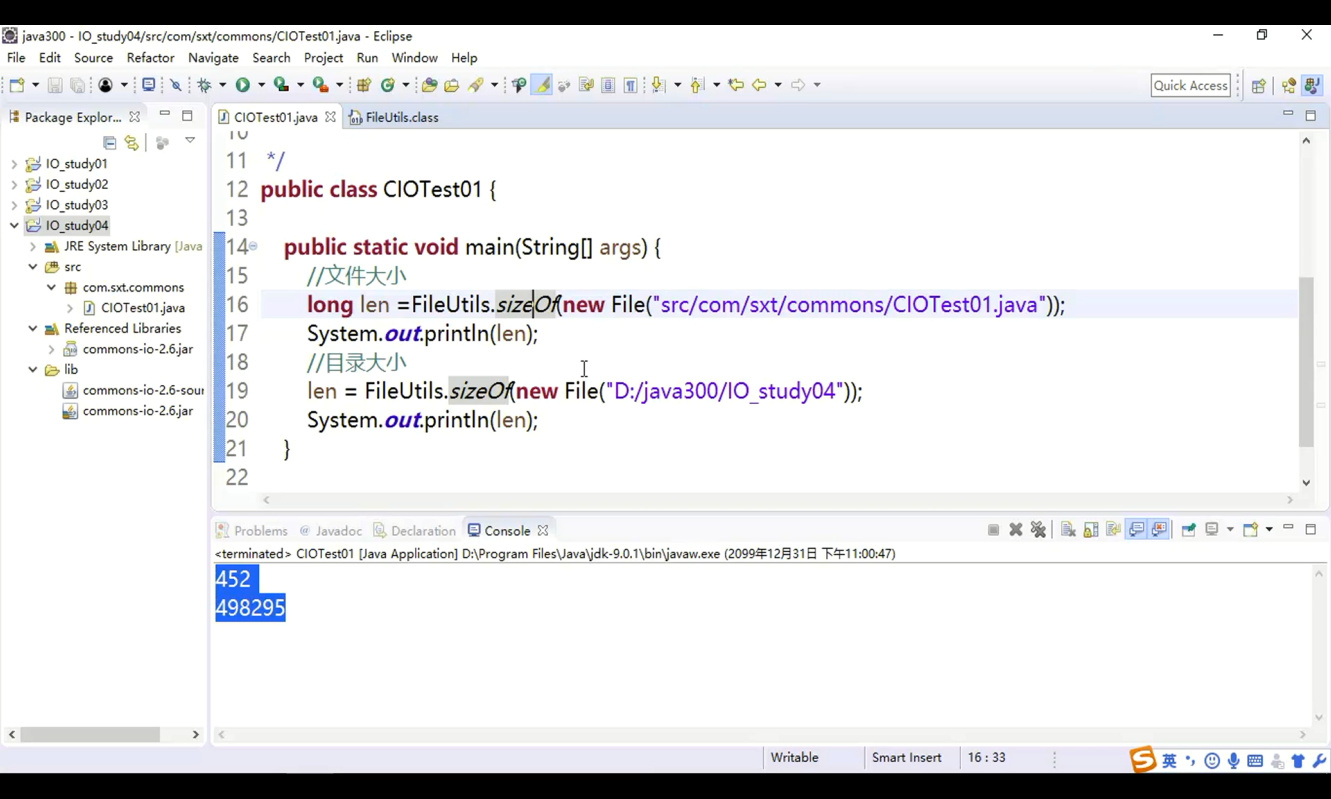 java300 - IO_study04/src/com/sxt/commons/CIOTest01.java - Eclipse
File Edit Source Refactor Navigate Search Project Run Window Help
Quick Access
Package Explor...
CIOTest01.java
FileUtils.class
IO_study01
IO_study02
IO_study03
IO_study04
JRE System Library [Java
src
com.sxt.commons
CIOTest01.java
Referenced Libraries
commons-io-2.6.jar
lib
commons-io-2.6-sour
commons-io-2.6.jar
10
11 */
12 public class CIOTest01 {
13
14 public static void main(String[] args) {
15 //文件大小
16 long len =FileUtils.sizeOf(new File("src/com/sxt/commons/CIOTest01.java"));
17 System.out.println(len);
18 //目录大小
19 len = FileUtils.sizeOf(new File("D:/java300/IO_study04"));
20 System.out.println(len);
21 }
22
Problems @ Javadoc Declaration Console
<terminated> CIOTest01 [Java Application] D:\Program Files\Java\jdk-9.0.1\bin\javaw.exe (2099年12月31日 下午11:00:47)
452
498295
Writable Smart Insert 16 : 33
S 英